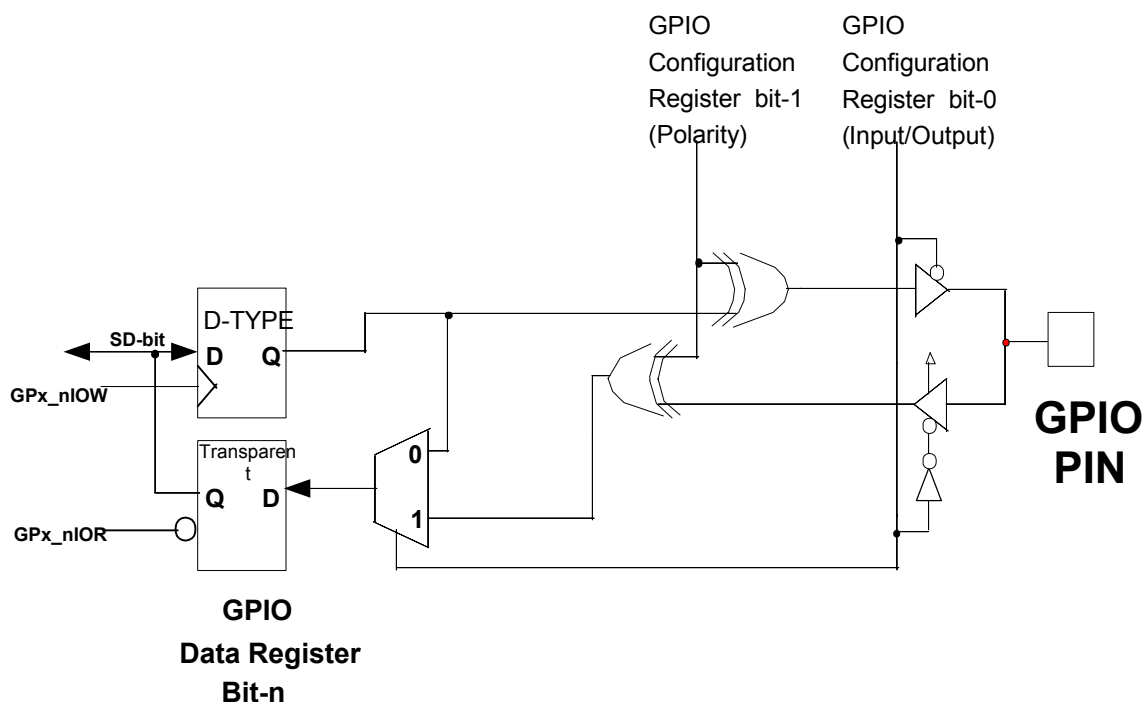 GPIO
Configuration
Register bit-1
(Polarity)
GPIO
Configuration
Register bit-0
(Input/Output)
D-TYPE
SD-bit
D Q
GPx_nIOW
Transparen
t
Q D
GPx_nIOR
0
1
GPIO
PIN
GPIO
Data Register
Bit-n